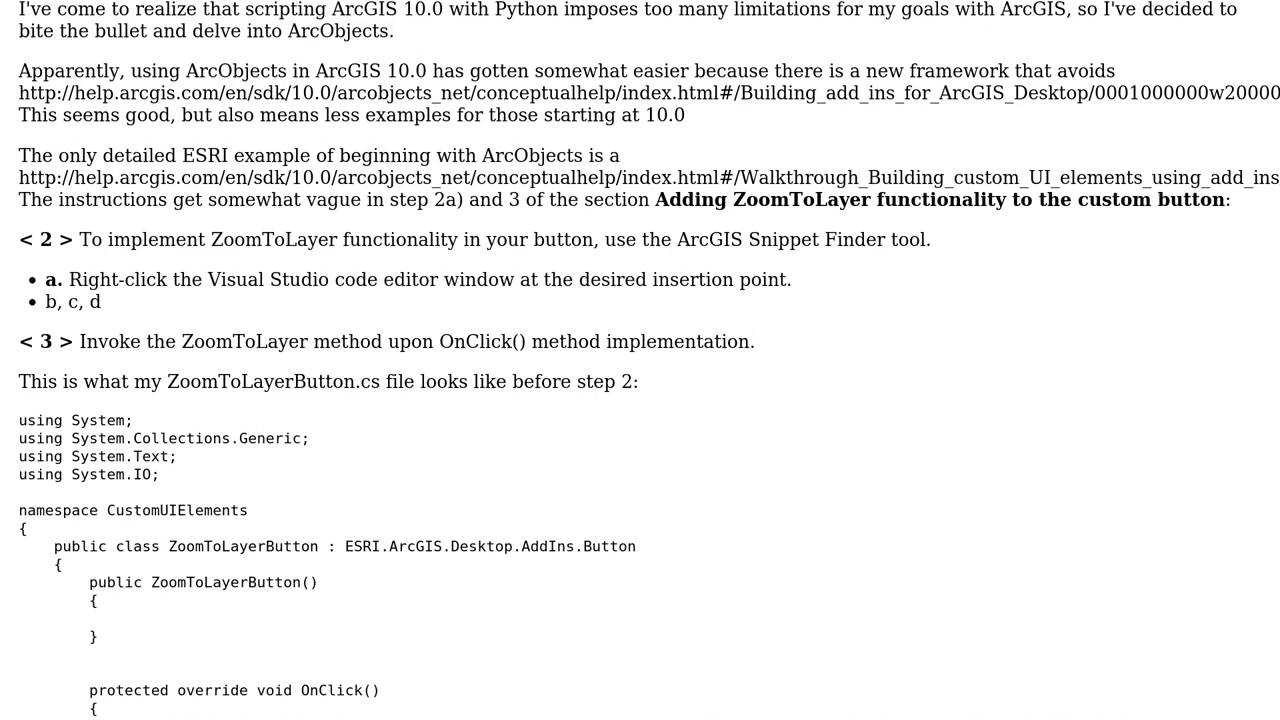 I've come to realize that scripting ArcGIS 10.0 with Python imposes too many limitations for my goals with ArcGIS, so I've decided to
bite the bullet and delve into ArcObjects.
Apparently, using ArcObjects in ArcGIS 10.0 has gotten somewhat easier because there is a new framework that avoids
http://help.arcgis.com/en/sdk/10.0/arcobjects_net/conceptualhelp/index.html#/Building_add_ins_for_ArcGIS_Desktop/0001000000w20000
This seems good, but also means less examples for those starting at 10.0
The only detailed ESRI example of beginning with ArcObjects is a
http://help.arcgis.com/en/sdk/10.0/arcobjects_net/conceptualhelp/index.html#/Walkthrough_Building_custom_UI_elements_using_add_ins
The instructions get somewhat vague in step 2a) and 3 of the section Adding ZoomToLayer functionality to the custom button:
< 2 > To implement ZoomToLayer functionality in your button, use the ArcGIS Snippet Finder tool.
• a. Right-click the Visual Studio code editor window at the desired insertion point.
• b, c, d
< 3 > Invoke the ZoomToLayer method upon OnClick() method implementation.
This is what my ZoomToLayerButton.cs file looks like before step 2:
using System;
using System.Collections.Generic;
using System.Text;
using System.IO;
namespace CustomUIElements
{
    public class ZoomToLayerButton : ESRI.ArcGIS.Desktop.AddIns.Button
    {
        public ZoomToLayerButton()
        {
        }
        protected override void OnClick()
        {